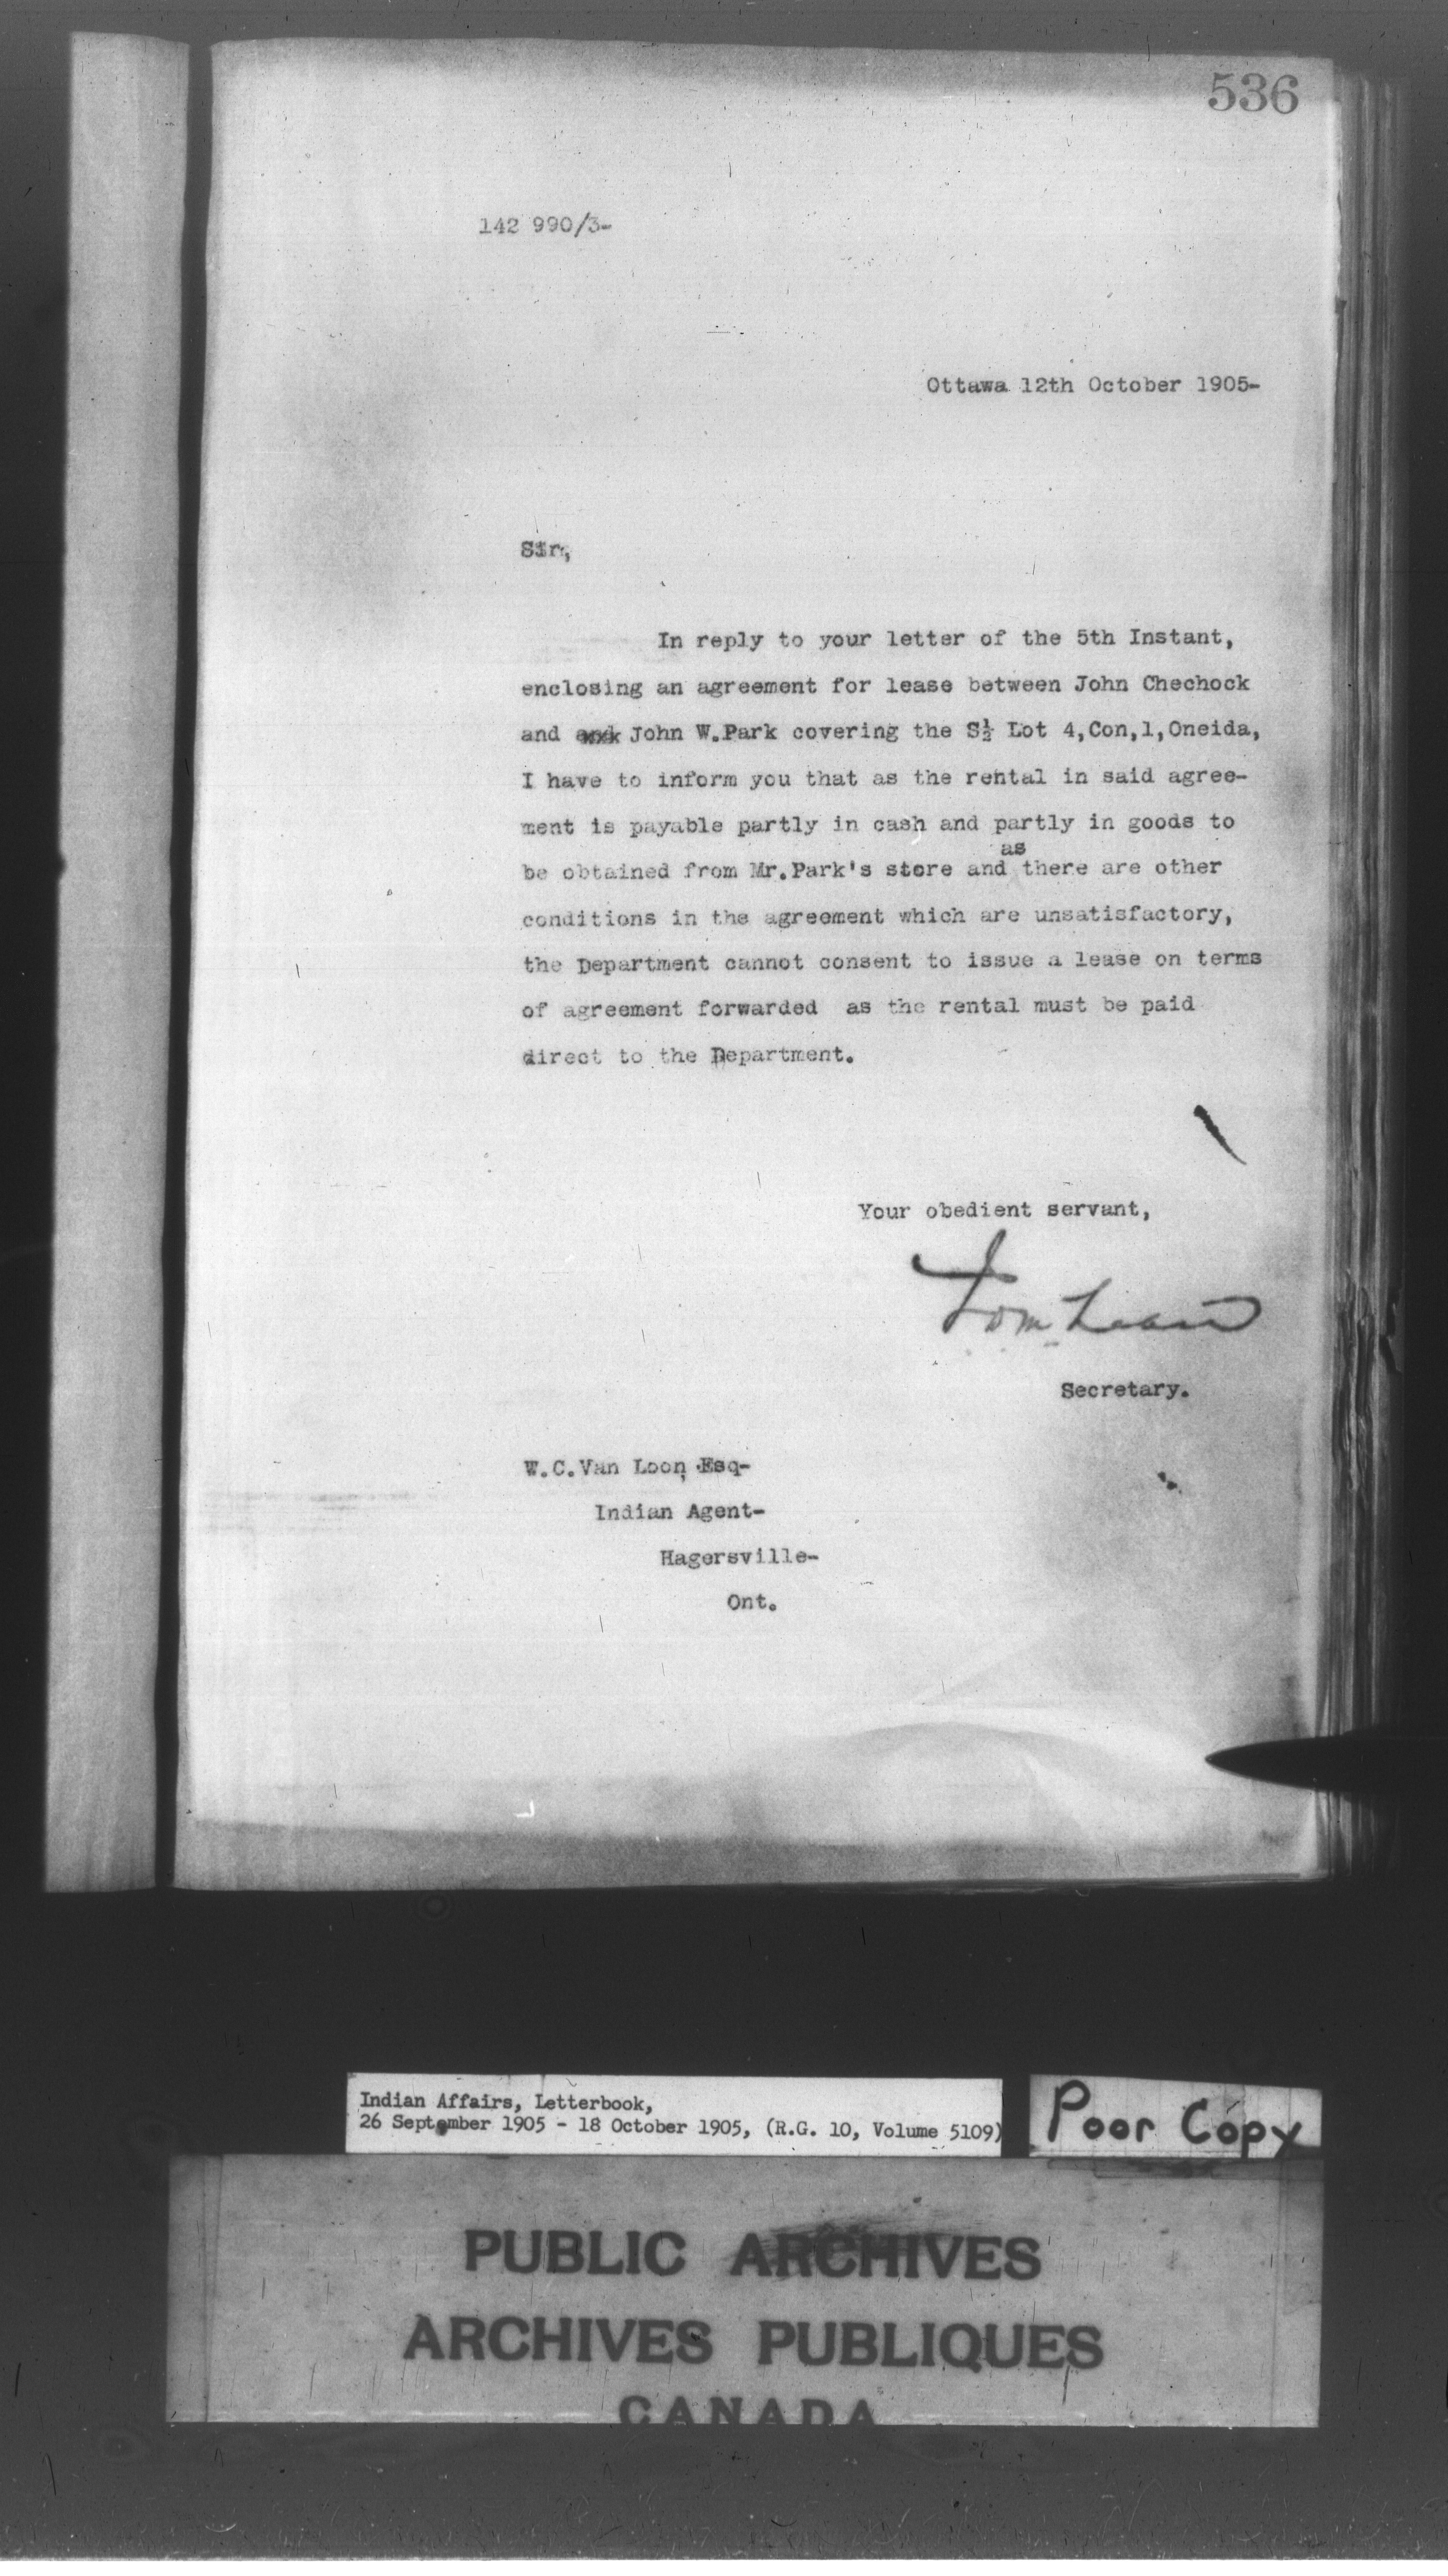 536
142 990/3-
Ottawa 12th October 1905-
Sir,
In reply to your letter of the 5th Instant,
enclosing an agreement for lease between John Chechock
and and John W.Park covering the S½ Lot 4,Con,1,Oneida,
I have to inform you that as the rental in said agree-
ment is payable partly in cash and partly in goods to
as
be obtained from Mr.Park's store and there are other
conditions in the agreement which are unsatisfactory,
the Department cannot consent to issue a lease on terms
of agreement forwarded as the rental must be paid
direct to the Department.
Your obedient servant,
Secretary.
W.C.Van Loon Esq-
Indian Agent-
Hagersville-
Ont.
Indian Affairs, Letterbook,
26 September 1905 - 18 October 1905, (R.G. 10, Volume 5109)
Poor Copy
PUBLIC ARCHIVES
ARCHIVES PUBLIQUES
CANADA